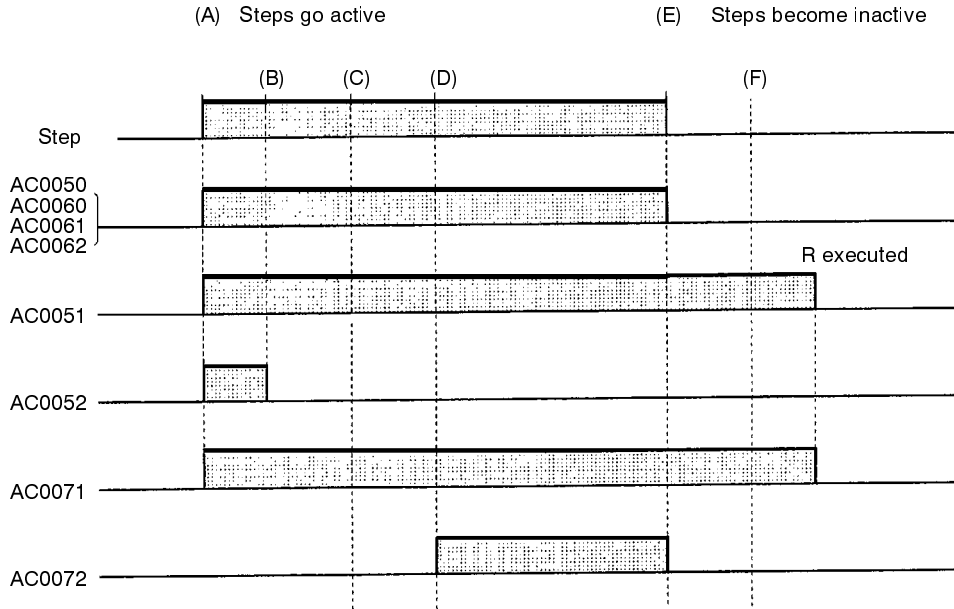 (A) Steps go active
(E) Steps become inactive
(B)
(C)
(D)
(F)
Step
AC0050
AC0060
AC0061
AC0062
R executed
AC0051
AC0052
AC0071
AC0072